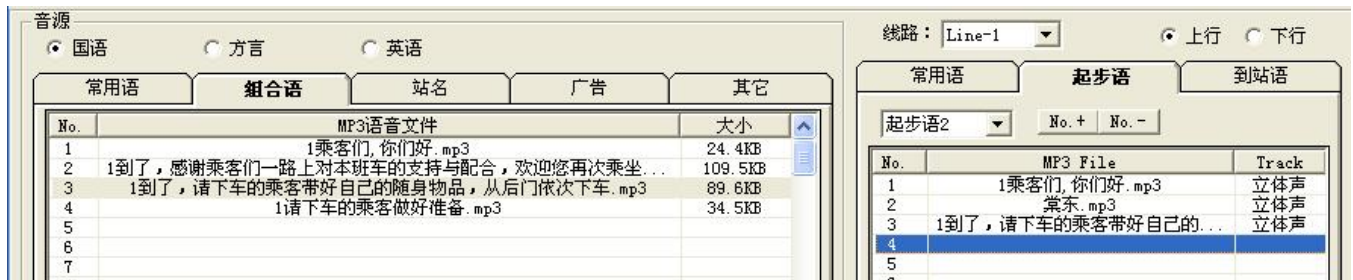 音源
国语 方言 英语
常用语 组合语 站名 广告 其它
No. MP3语音文件 大小
1 1乘客们,你们好.mp3 24.4KB
2 1到了，感谢乘客们一路上对本班车的支持与配合，欢迎您再次乘坐... 109.5KB
3 1到了，请下车的乘客带好自己的随身物品，从后门依次下车.mp3 89.6KB
4 1请下车的乘客做好准备.mp3 34.5KB
5
6
7
线路： Line-1 上行 下行
常用语 起步语 到站语
起步语2 No.+ No.-
No. MP3 File Track
1 1乘客们,你们好.mp3 立体声
2 棠东.mp3 立体声
3 1到了，请下车的乘客带好自己的... 立体声
4
5